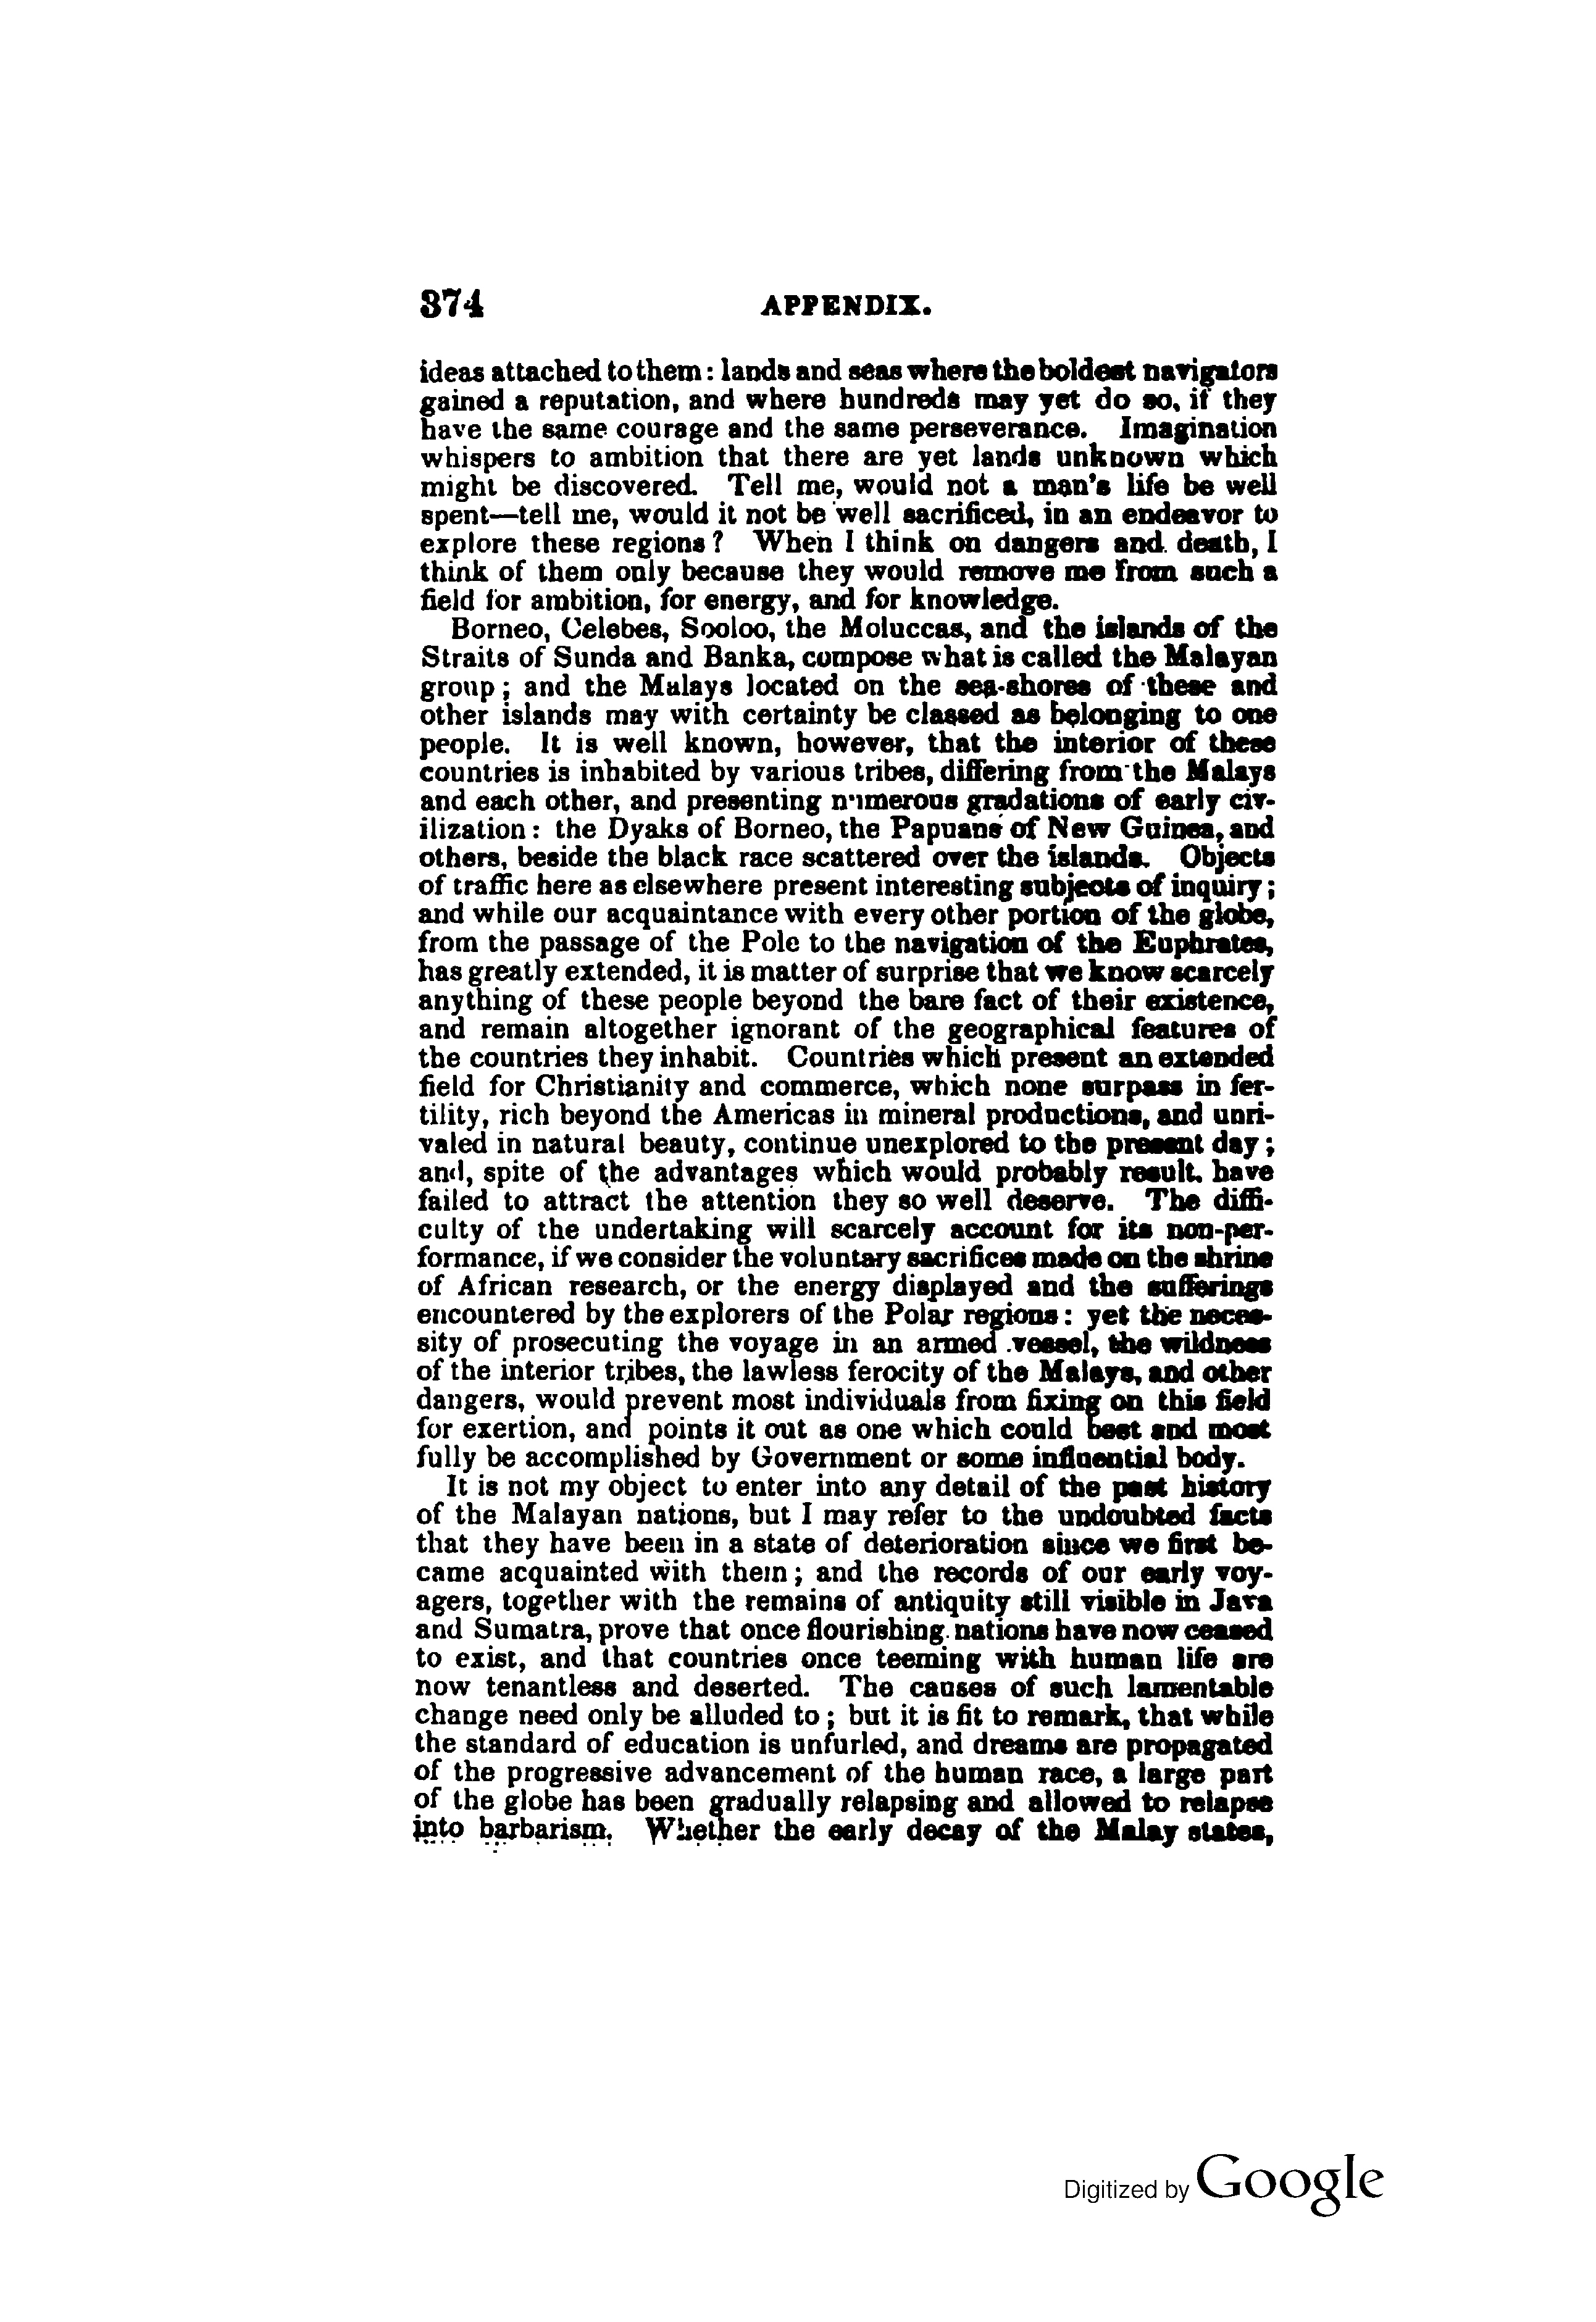 374 APPENDIX.
ideas attached to them: lands and seas where the boldest navigators
gained a reputation, and where hundreds may yet do so, if they
have the same courage and the same perseverance. Imagination
whispers to ambition that there are yet lands unknown which
might be discovered. Tell me, would not a man's life be well
spent—tell me, would it not be well sacrificed, in an endeavor to
explore these regions? When I think on dangers and death, I
think of them only because they would remove me from such a
field for ambition, for energy, and for knowledge.
Borneo, Celebes, Sooloo, the Moluccas, and the islands of the
Straits of Sunda and Banka, compose what is called the Malayan
group; and the Malays located on the sea-shores of these and
other islands may with certainty be classed as belonging to one
people. It is well known, however, that the interior of these
countries is inhabited by various tribes, differing from the Malays
and each other, and presenting numerous gradations of early civ-
ilization: the Dyaks of Borneo, the Papuans of New Guinea, and
others, beside the black race scattered over the islands. Objects
of traffic here as elsewhere present interesting subjects of inquiry;
and while our acquaintance with every other portion of the globe,
from the passage of the Pole to the navigation of the Euphrates,
has greatly extended, it is matter of surprise that we know scarcely
anything of these people beyond the bare fact of their existence,
and remain altogether ignorant of the geographical features of
the countries they inhabit. Countries which present an extended
field for Christianity and commerce, which none surpass in fer-
tility, rich beyond the Americas in mineral productions, and unri-
valed in natural beauty, continue unexplored to the present day;
and, spite of the advantages which would probably result. have
failed to attract the attention they so well deserve. The diffi-
culty of the undertaking will scarcely account for its non-per-
formance, if we consider the voluntary sacrifices made on the shrine
of African research, or the energy displayed and the sufferings
encountered by the explorers of the Polar regions: yet the neces-
sity of prosecuting the voyage in an armed vessel, the wildness
of the interior tribes, the lawless ferocity of the Malays, and other
dangers, would prevent most individuals from fixing on this field
for exertion, and points it out as one which could best and most
fully be accomplished by Government or some influential body.
It is not my object to enter into any detail of the past history
of the Malayan nations, but I may refer to the undoubted facts
that they have been in a state of deterioration since we first be-
came acquainted with them; and the records of our early voy-
agers, together with the remains of antiquity still visible in Java
and Sumatra, prove that once flourishing nations have now ceased
to exist, and that countries once teeming with human life are
now tenantless and deserted. The causes of such lamentable
change need only be alluded to; but it is fit to remark, that while
the standard of education is unfurled, and dreams are propagated
of the progressive advancement of the human race, a large part
of the globe has been gradually relapsing and allowed to relapse
into barbarism. Whether the early decay of the Malay states,
Digitized by Google